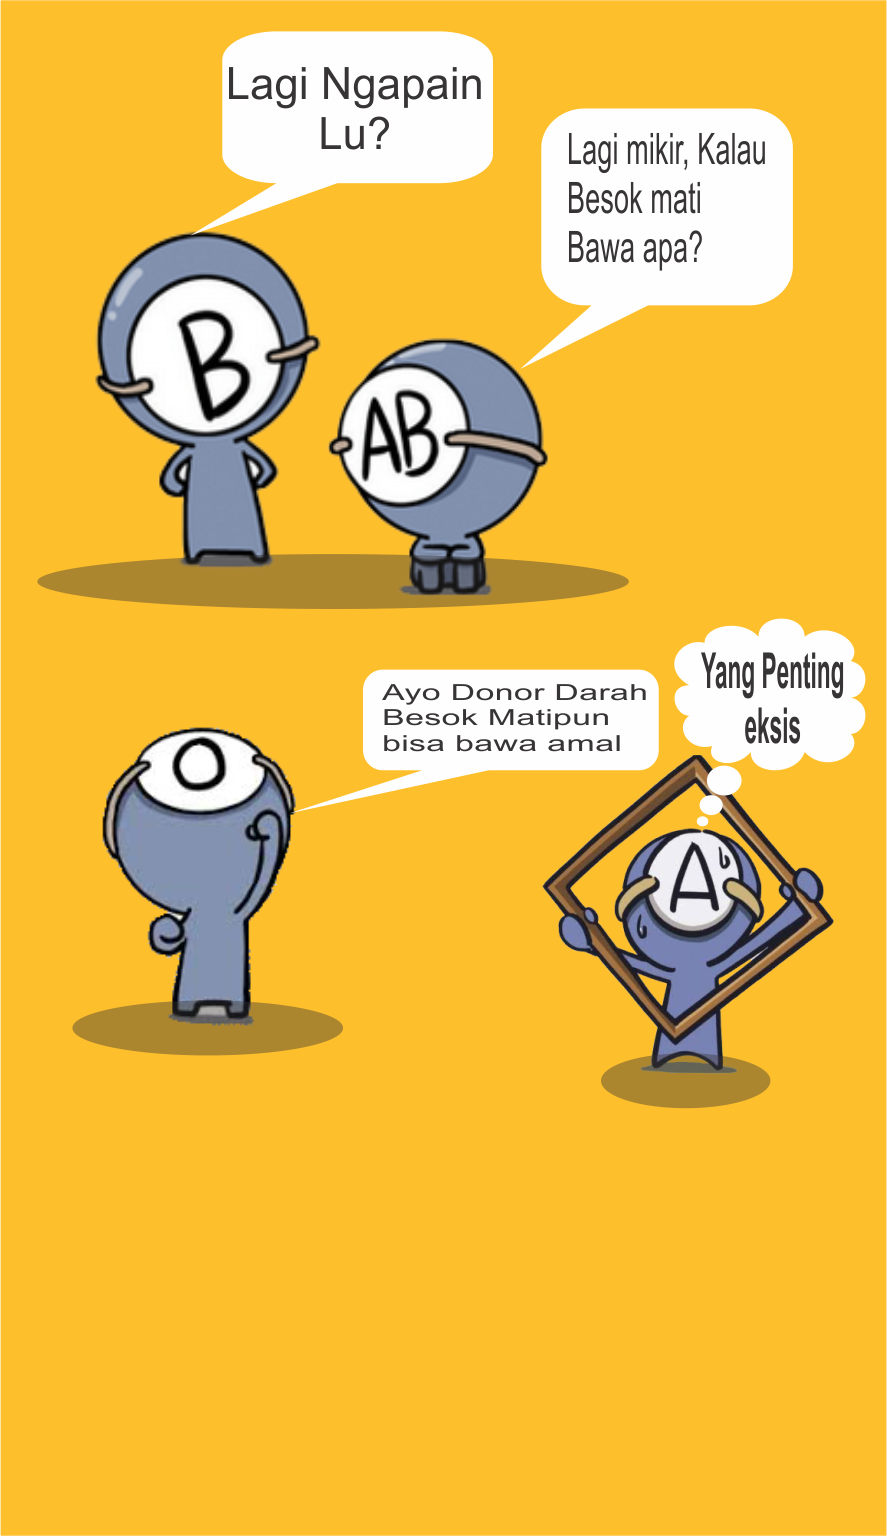 Lagi Ngapain
Lu?
Lagi mikir, Kalau
Besok mati
Bawa apa?
B
AB
Ayo Donor Darah
Besok Matipun
bisa bawa amal
Yang Penting
eksis
O
A